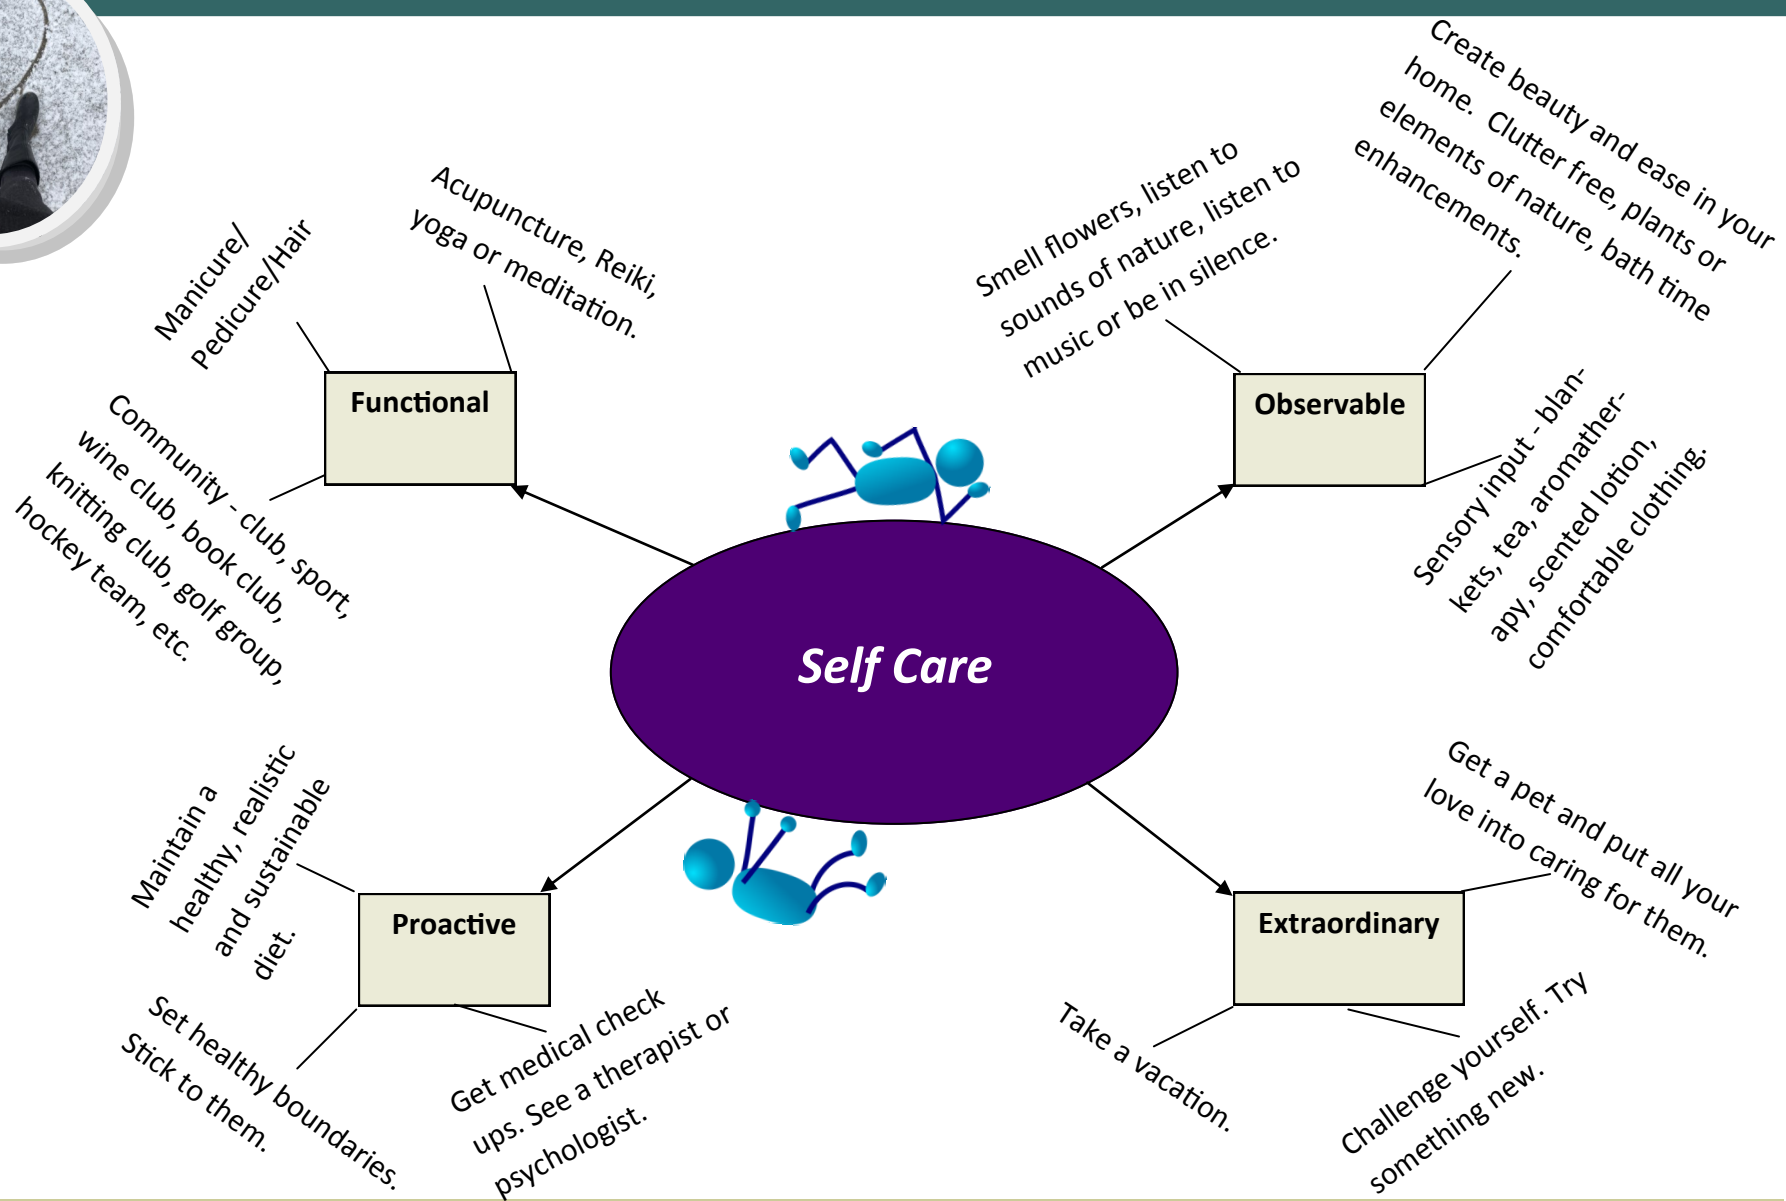 Manicure/
Pedicure/Hair
Acupuncture, Reiki,
yoga or meditation.
Functional
Community - club, sport,
wine club, book club,
knitting club, golf group,
hockey team, etc.
Smell flowers, listen to
sounds of nature, listen to
music or be in silence.
Create beauty and ease in your
home.  Clutter free, plants or
elements of nature, bath time
enhancements.
Observable
Sensory input - blan-
kets, tea, aromather-
apy, scented lotion,
comfortable clothing.
Self Care
Maintain a
healthy, realistic
and sustainable
diet.
Proactive
Set healthy boundaries.
Stick to them.
Get medical check
ups. See a therapist or
psychologist.
Get a pet and put all your
love into caring for them.
Extraordinary
Take a vacation.
Challenge yourself. Try
something new.